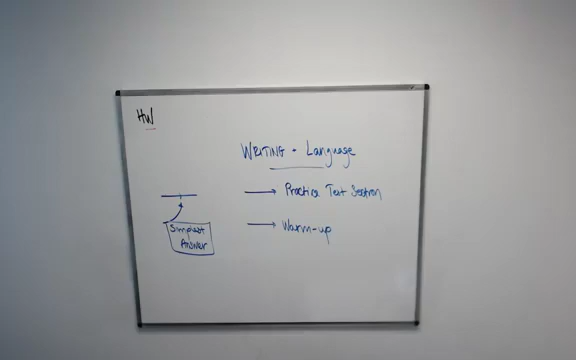 HW
WRITING + Language
Practice Test Section
Simplest
Answer
Warm-up